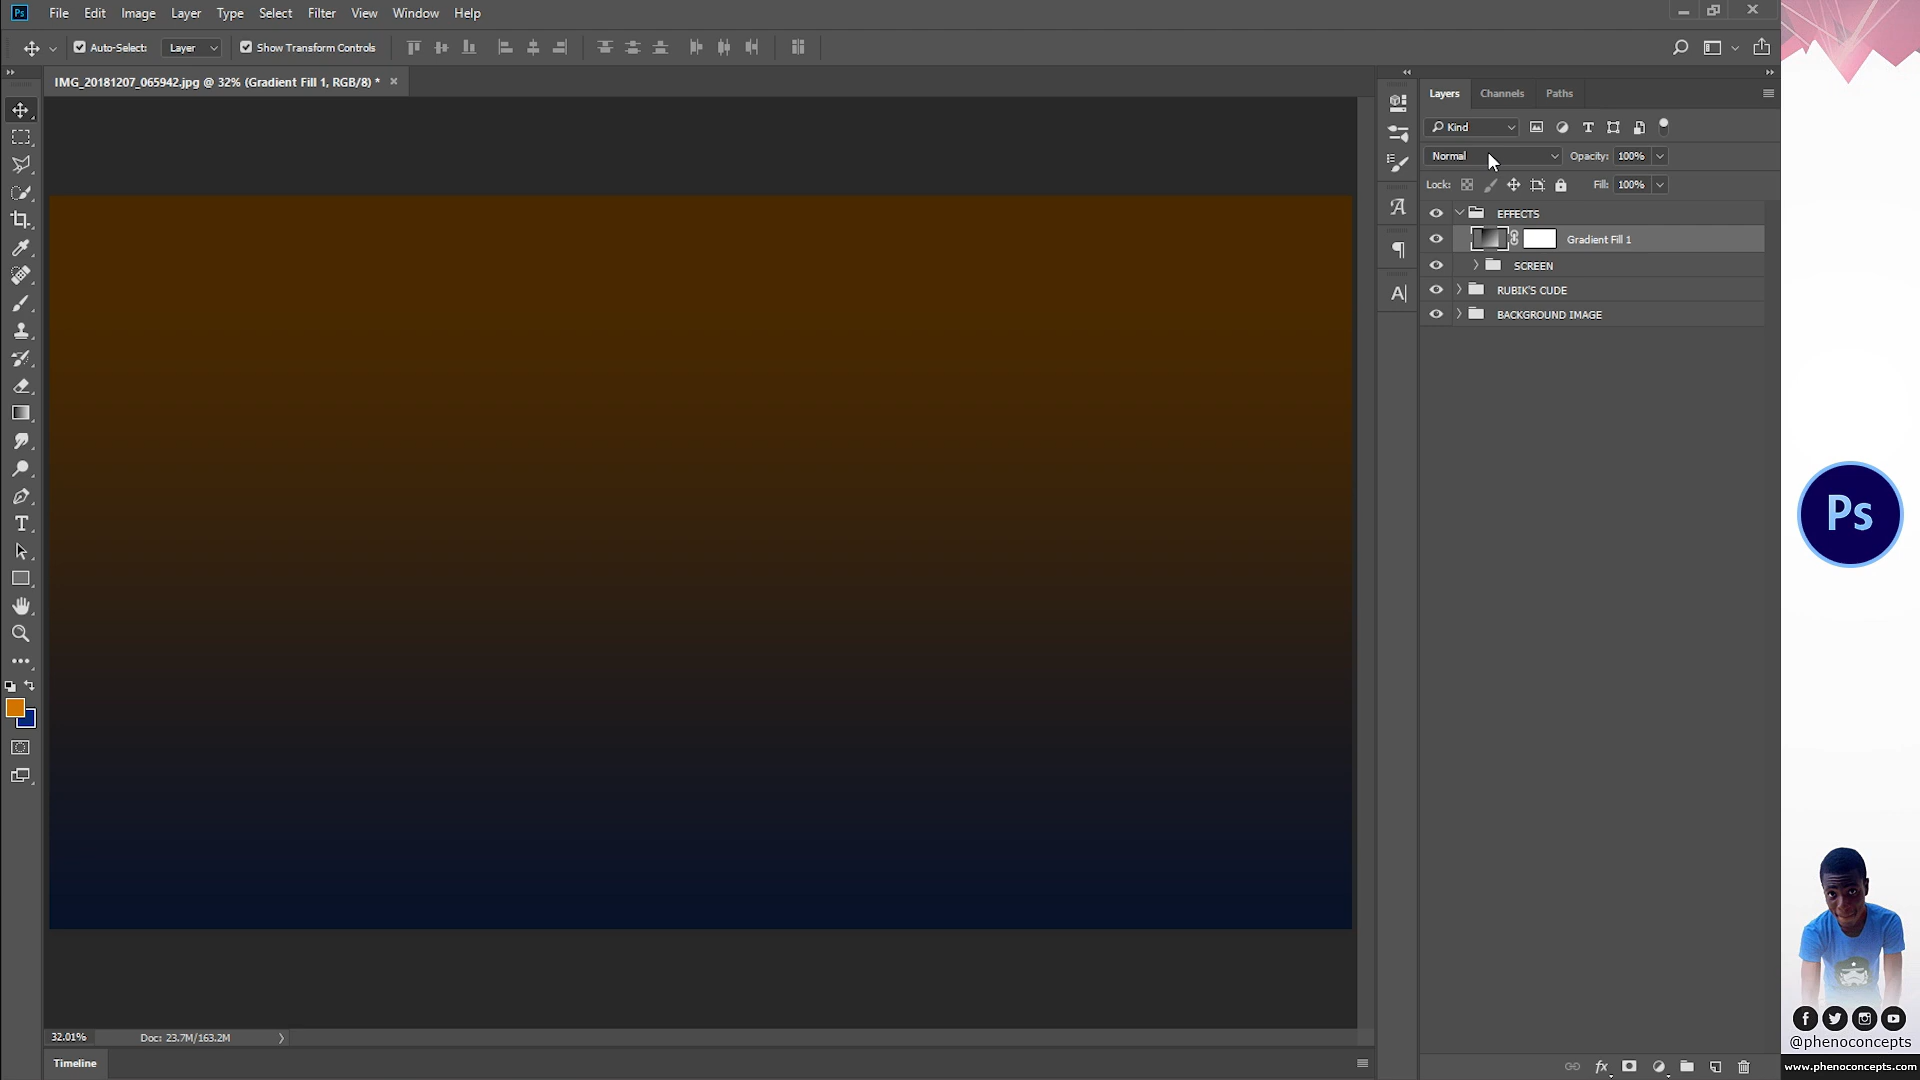 Ps File Edit Image Layer Type Select Filter View Window Help
Auto-Select: Layer Show Transform Controls
IMG_20181207_065942.jpg @ 32% (Gradient Fill 1, RGB/8) *
Layers Channels Paths
Kind
Normal Opacity: 100%
Lock: Fill: 100%
EFFECTS
Gradient Fill 1
SCREEN
RUBIK'S CUDE
BACKGROUND IMAGE
Ps
32.01% Doc: 23.7M/163.2M
Timeline
@phenoconcepts
www.phenoconcepts.com